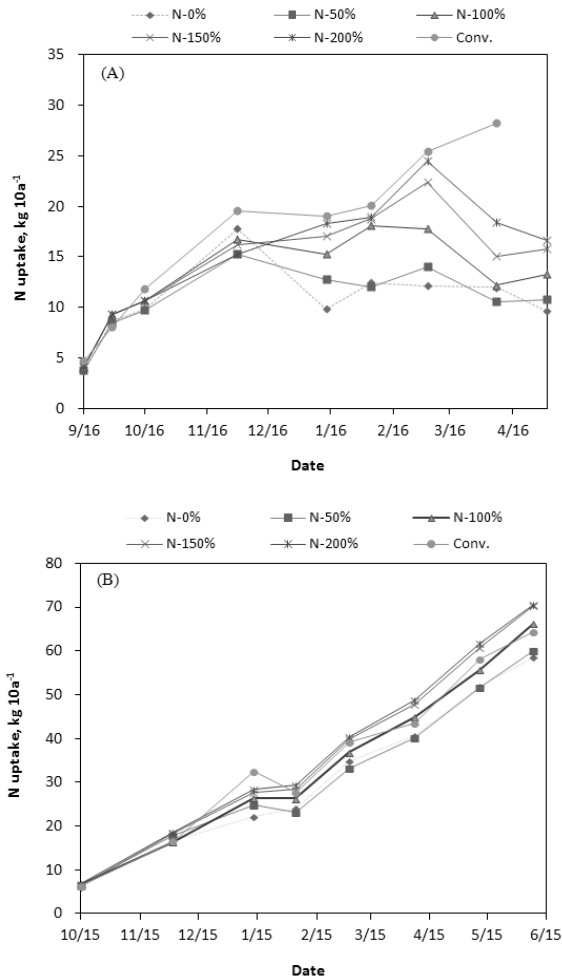 N-0% N-50% N-100%
N-150% N-200% Conv.
(A)
35
30
25
20
15
10
5
0
N uptake, kg 10a⁻¹
9/16 10/16 11/16 12/16 1/16 2/16 3/16 4/16
Date
N-0% N-50% N-100%
N-150% N-200% Conv.
(B)
80
70
60
50
40
30
20
10
0
N uptake, kg 10a⁻¹
10/15 11/15 12/15 1/15 2/15 3/15 4/15 5/15 6/15
Date